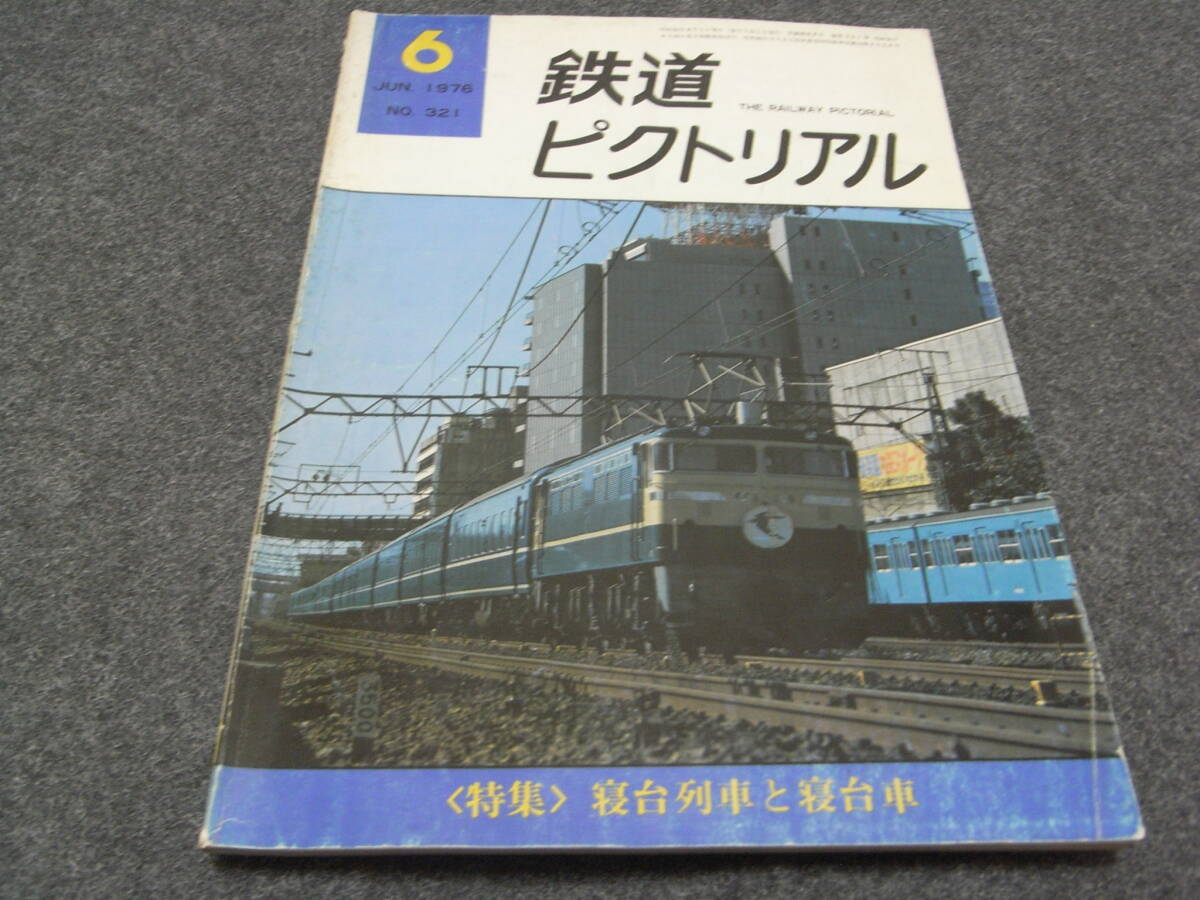 6
JUN. 1976
NO. 321
鉄道
THE RAILWAY PICTORIAL
ピクトリアル
〈特集〉 寝台列車と寝台車